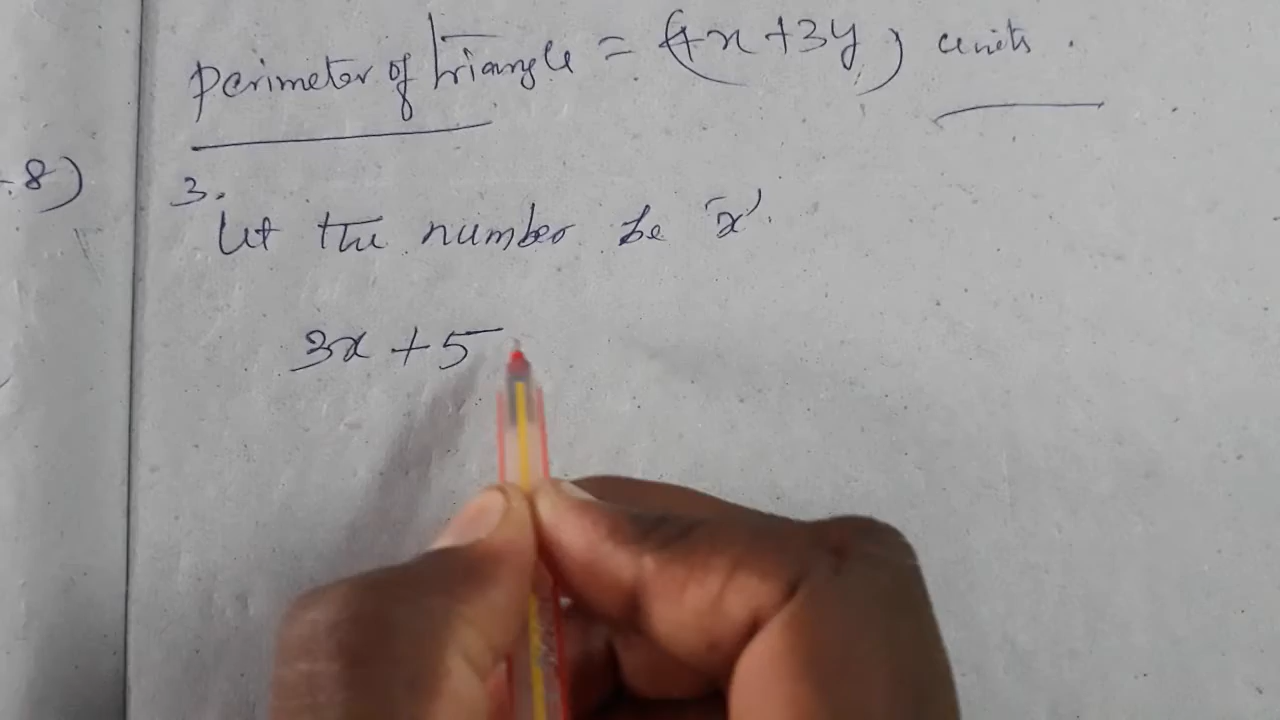 perimeter of triangle = (4x + 3y) units.
.8)
3.
Let the number be 'x'.
3x + 5